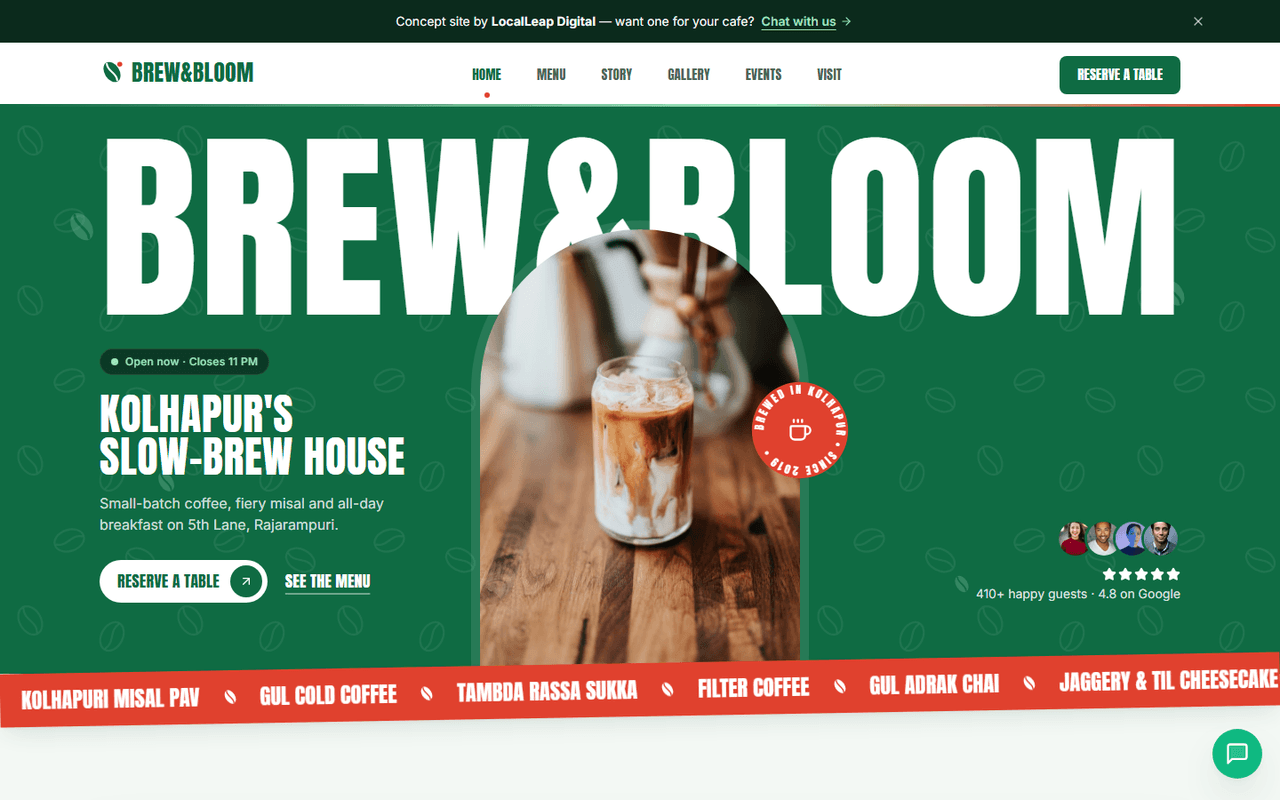 Concept site by LocalLeap Digital — want one for your cafe? Chat with us →
BREW&BLOOM
HOME MENU STORY GALLERY EVENTS VISIT
RESERVE A TABLE
BREW&BLOOM
Open now · Closes 11 PM
KOLHAPUR'S
SLOW-BREW HOUSE
Small-batch coffee, fiery misal and all-day
breakfast on 5th Lane, Rajarampuri.
RESERVE A TABLE
SEE THE MENU
BREWED IN KOLHAPUR • SINCE 2019 •
410+ happy guests · 4.8 on Google
KOLHAPURI MISAL PAV GUL COLD COFFEE TAMBDA RASSA SUKKA FILTER COFFEE GUL ADRAK CHAI JAGGERY & TIL CHEESECAKE